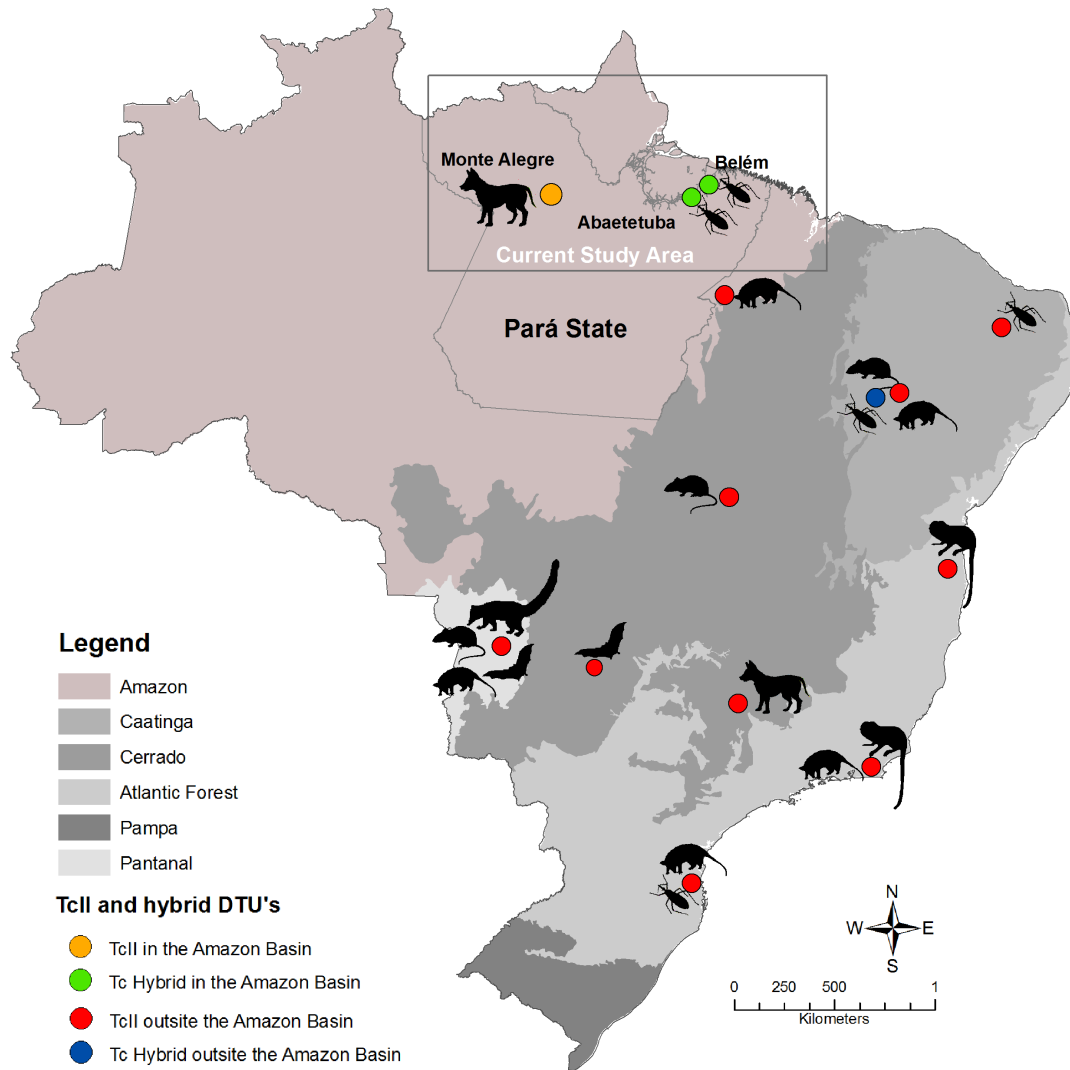 Monte Alegre
Belém
Abaetetuba
Current Study Area
Pará State
Legend
Amazon
Caatinga
Cerrado
Atlantic Forest
Pampa
Pantanal
TcII and hybrid DTU's
TcII in the Amazon Basin
Tc Hybrid in the Amazon Basin
TcII outsite the Amazon Basin
Tc Hybrid outsite the Amazon Basin
N
W E
S
0 250 500 1
Kilometers